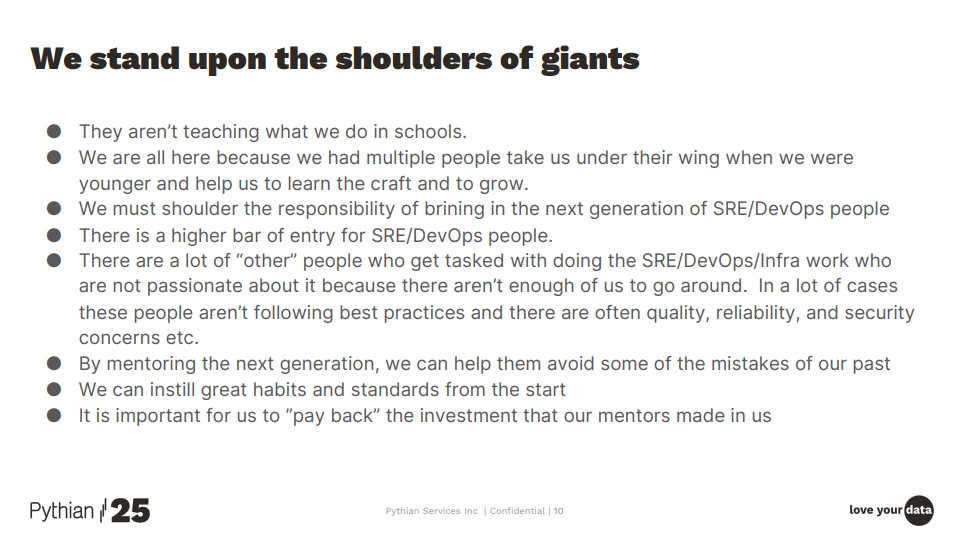 We stand upon the shoulders of giants
● They aren’t teaching what we do in schools.
● We are all here because we had multiple people take us under their wing when we were
younger and help us to learn the craft and to grow.
● We must shoulder the responsibility of brining in the next generation of SRE/DevOps people
● There is a higher bar of entry for SRE/DevOps people.
● There are a lot of “other” people who get tasked with doing the SRE/DevOps/Infra work who
are not passionate about it because there aren’t enough of us to go around.  In a lot of cases
these people aren’t following best practices and there are often quality, reliability, and security
concerns etc.
● By mentoring the next generation, we can help them avoid some of the mistakes of our past
● We can instill great habits and standards from the start
● It is important for us to ”pay back” the investment that our mentors made in us
Pythian 25
Pythian Services Inc | Confidential | 10
love your data